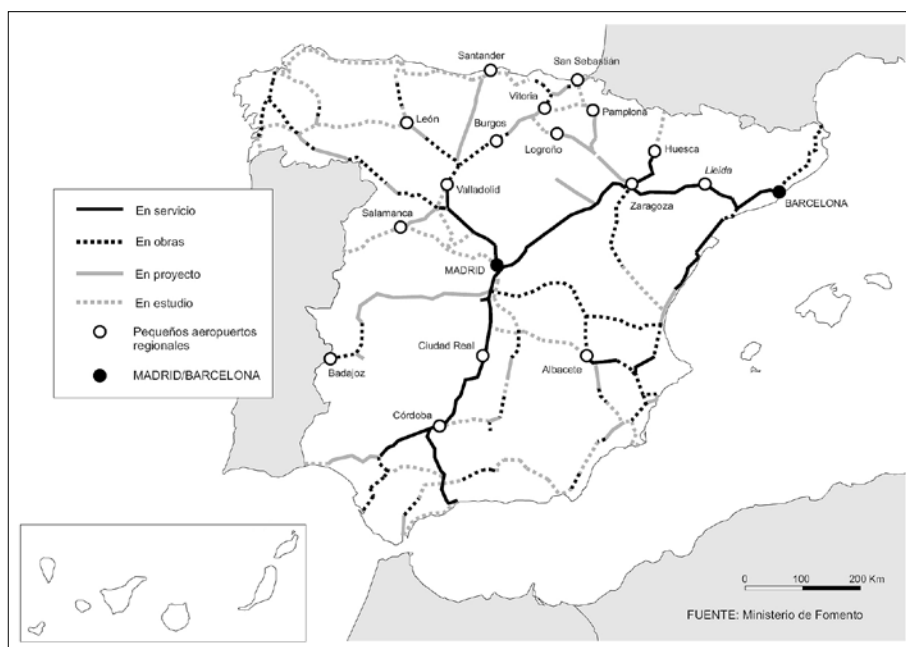 Santander
San Sebastián
Vitoria
Pamplona
León
Burgos
Logroño
Huesca
Lleida
Valladolid
Zaragoza
BARCELONA
Salamanca
MADRID
En servicio
En obras
En proyecto
En estudio
Pequeños aeropuertos
regionales
MADRID/BARCELONA
Ciudad Real
Albacete
Badajoz
Córdoba
0 100 200 Km
FUENTE: Ministerio de Fomento